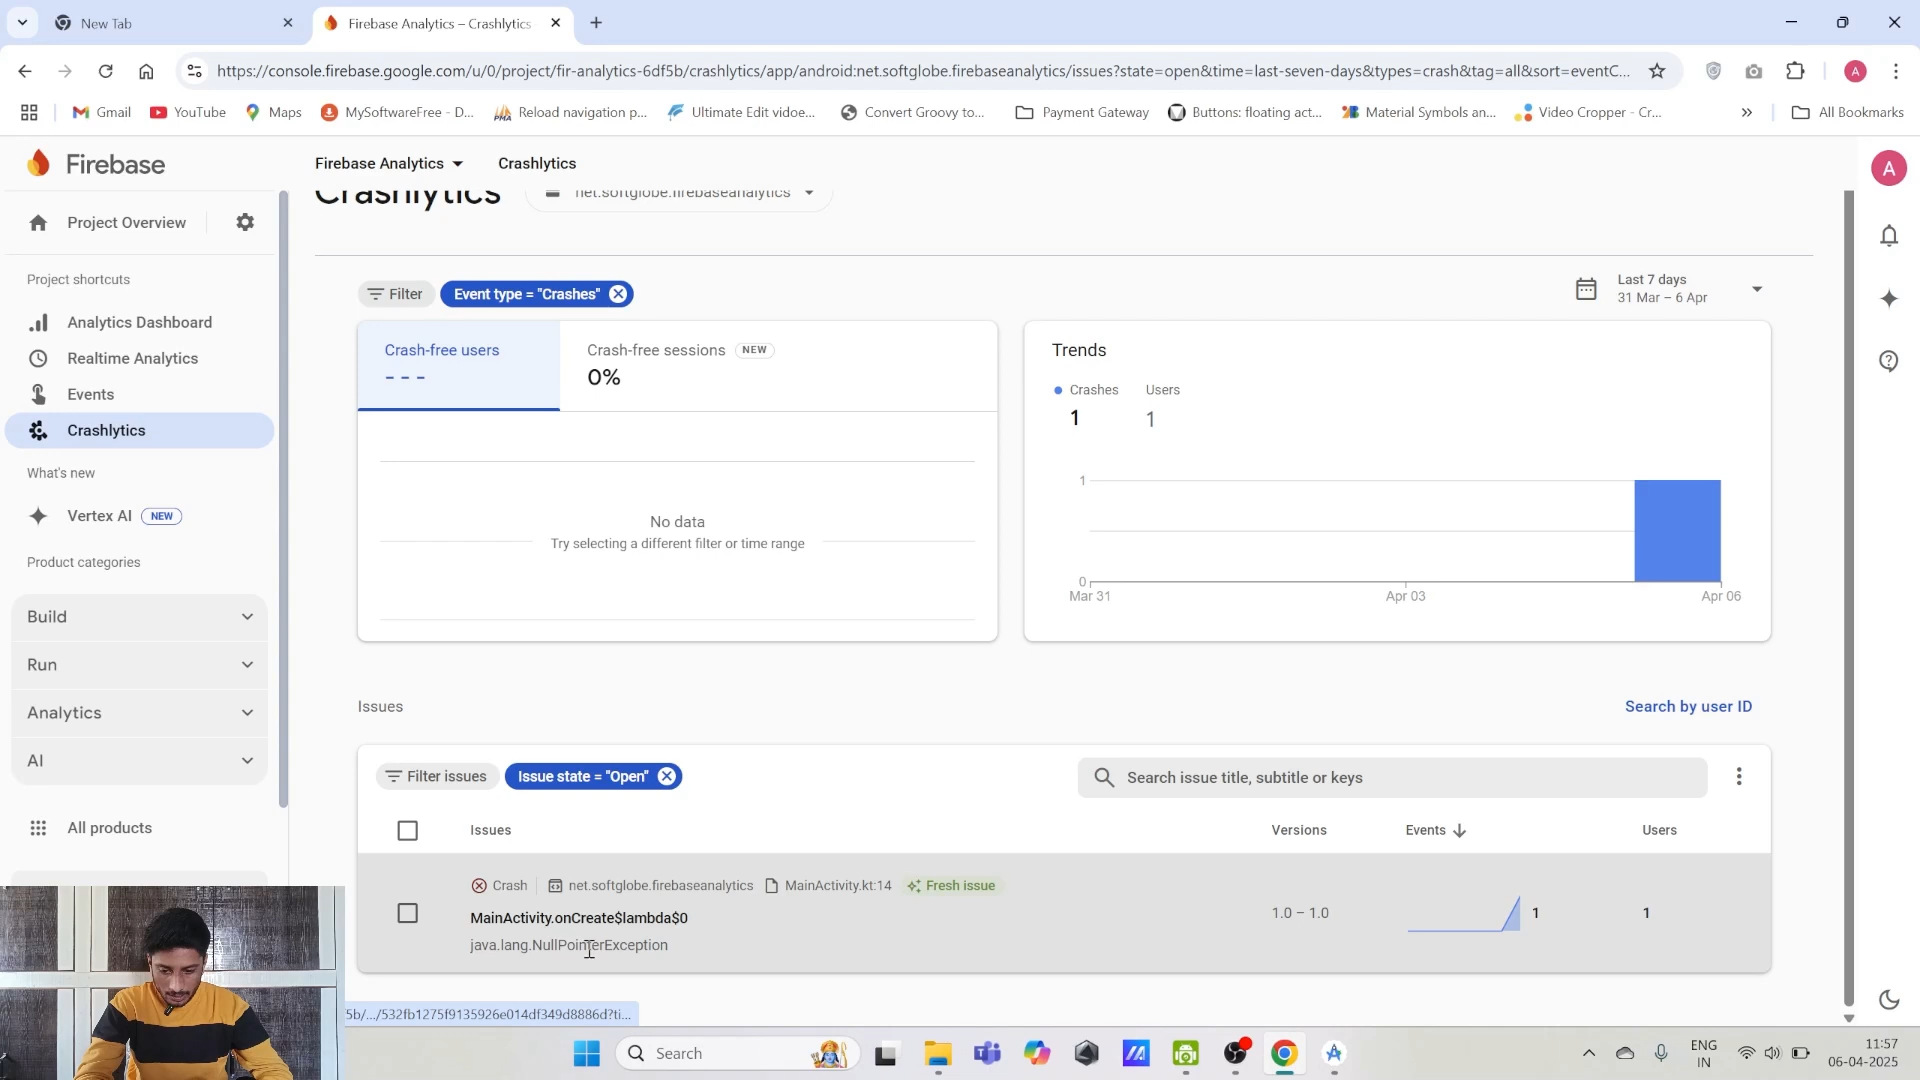 New Tab
Firebase Analytics – Crashlytics
https://console.firebase.google.com/u/0/project/fir-analytics-6df5b/crashlytics/app/android:net.softglobe.firebaseanalytics/issues?state=open&time=last-seven-days&types=crash&tag=all&sort=eventC...
A
Gmail
YouTube
Maps
MySoftwareFree - D...
Reload navigation p...
Ultimate Edit vidoe...
Convert Groovy to...
Payment Gateway
Buttons: floating act...
Material Symbols an...
Video Cropper - Cr...
All Bookmarks
Firebase
Firebase Analytics
Crashlytics
A
Crashlytics
net.softglobe.firebaseanalytics
Project Overview
Project shortcuts
Analytics Dashboard
Realtime Analytics
Events
Crashlytics
What's new
Vertex AI NEW
Product categories
Build
Run
Analytics
AI
All products
Filter
Event type = "Crashes"
Last 7 days
31 Mar – 6 Apr
Crash-free users
- - -
Crash-free sessions NEW
0%
No data
Try selecting a different filter or time range
Trends
Crashes Users
1 1
1
0
Mar 31 Apr 03 Apr 06
Issues
Search by user ID
Filter issues
Issue state = "Open"
Search issue title, subtitle or keys
Issues Versions Events Users
Crash net.softglobe.firebaseanalytics MainActivity.kt:14 Fresh issue
MainActivity.onCreate$lambda$0
java.lang.NullPointerException
1.0 – 1.0 1 1
5b/.../532fb1275f9135926e014df349d8886d?ti...
Search
ENG
IN
11:57
06-04-2025